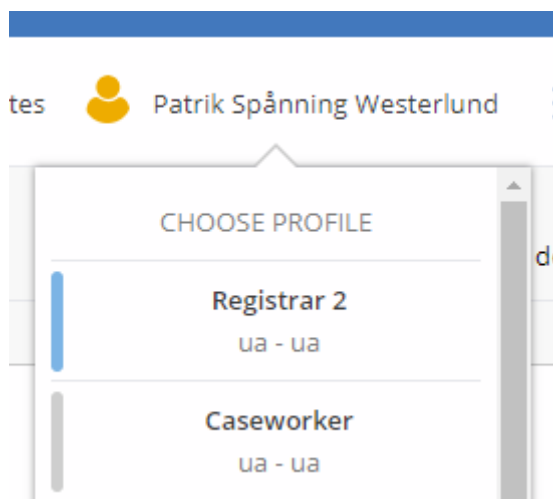 tes Patrik Spånning Westerlund
CHOOSE PROFILE
Registrar 2
ua - ua
Caseworker
ua - ua